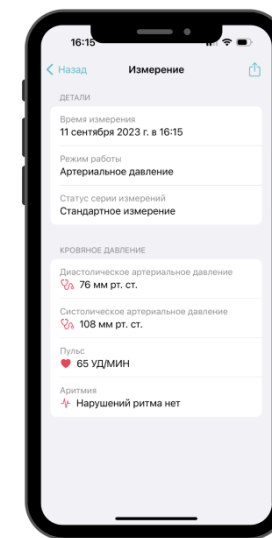 16:15
Назад Измерение
ДЕТАЛИ
Время измерения
11 сентября 2023 г. в 16:15
Режим работы
Артериальное давление
Статус серии измерений
Стандартное измерение
КРОВЯНОЕ ДАВЛЕНИЕ
Диастолическое артериальное давление
76 мм рт. ст.
Систолическое артериальное давление
108 мм рт. ст.
Пульс
65 УД/МИН
Аритмия
Нарушений ритма нет